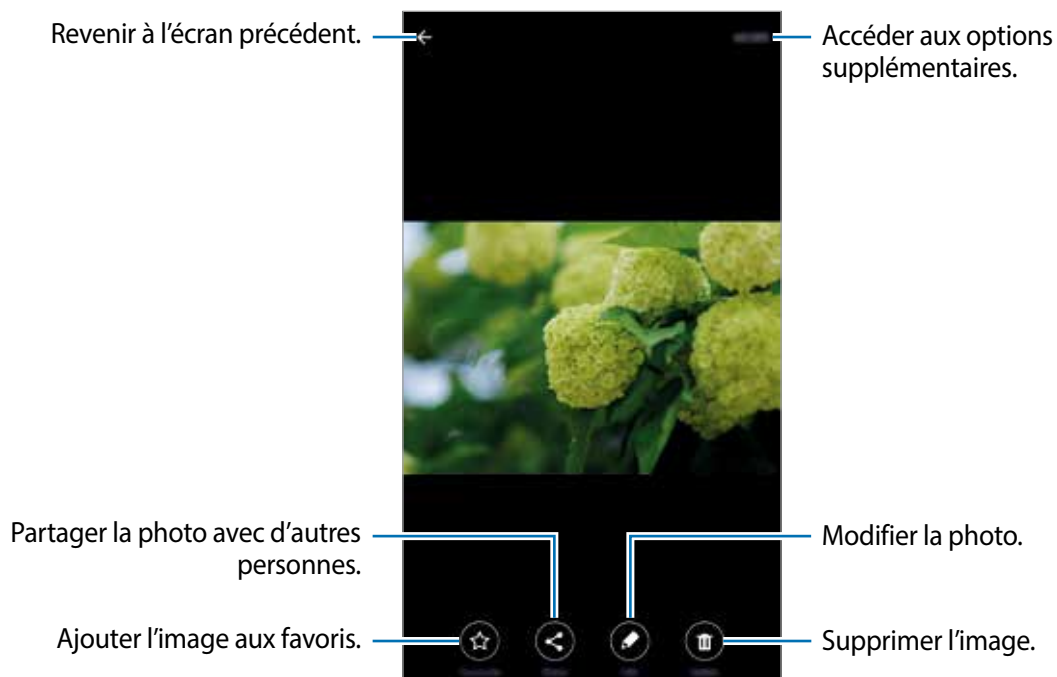 Revenir à l’écran précédent.
Accéder aux options
supplémentaires.
Partager la photo avec d’autres
personnes.
Modifier la photo.
Ajouter l’image aux favoris.
Supprimer l’image.